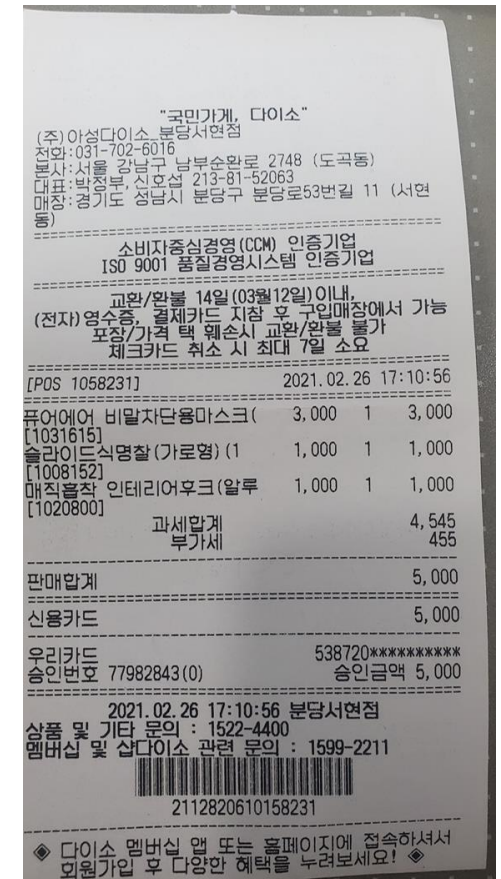 "국민가게, 다이소"
(주)아성다이소_분당서현점
전화:031-702-6016
본사:서울 강남구 남부순환로 2748 (도곡동)
대표:박정부,신호섭 213-81-52063
매장:경기도 성남시 분당구 분당로53번길 11 (서현
동)
소비자중심경영(CCM) 인증기업
ISO 9001 품질경영시스템 인증기업
교환/환불 14일(03월12일)이내,
(전자)영수증, 결제카드 지참 후 구입매장에서 가능
포장/가격 택 훼손시 교환/환불 불가
체크카드 취소 시 최대 7일 소요
[POS 1058231] 2021.02.26 17:10:56
퓨어에어 비말차단용마스크( 3,000 1 3,000
[1031615]
슬라이드식명찰(가로형)(1 1,000 1 1,000
[1008152]
매직흡착 인테리어후크(알루 1,000 1 1,000
[1020800]
과세합계 4,545
부가세 455
판매합계 5,000
신용카드 5,000
우리카드 538720**********
승인번호 77982843(0) 승인금액 5,000
2021.02.26 17:10:56 분당서현점
상품 및 기타 문의 : 1522-4400
멤버십 및 샵다이소 관련 문의 : 1599-2211
2112820610158231
◈ 다이소 멤버십 앱 또는 홈페이지에 접속하셔서
회원가입 후 다양한 혜택을 누려보세요! ◈